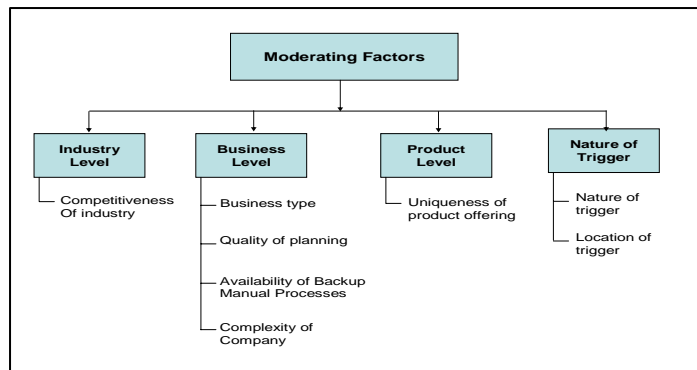 Moderating Factors
Industry
Level
Competitiveness
Of industry
Business
Level
Business type
Quality of planning
Availability of Backup
Manual Processes
Complexity of
Company
Product
Level
Uniqueness of
product offering
Nature of
Trigger
Nature of
trigger
Location of
trigger